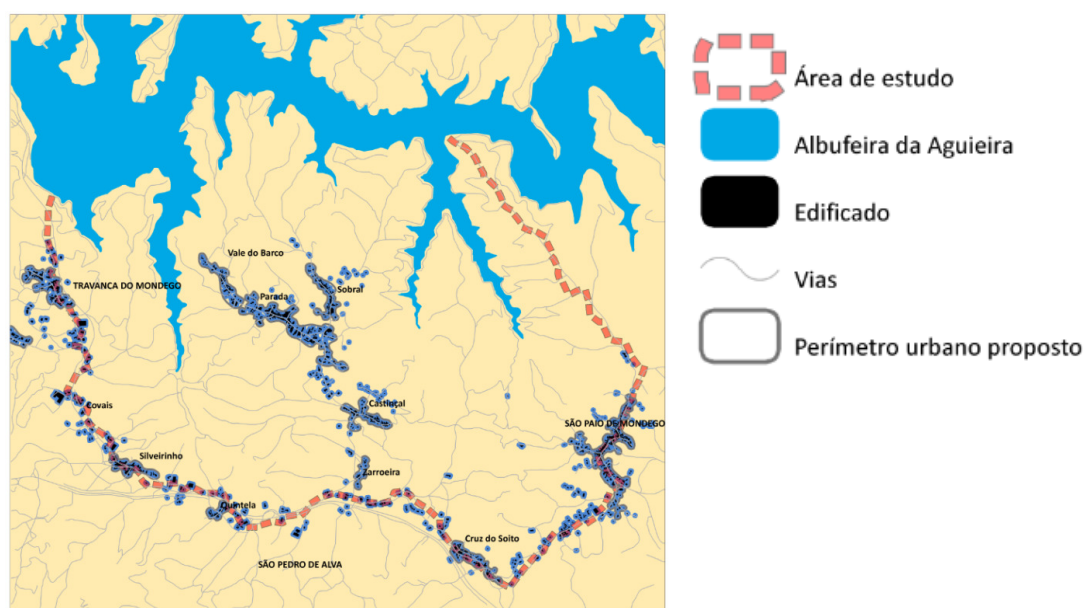 Área de estudo
Albufeira da Aguieira
Edificado
Vias
Perímetro urbano proposto
Vale do Barco
TRAVANCA DO MONDEGO
Parada
Sobral
Covais
Castinçal
SÃO PAIO DE MONDEGO
Silveirinho
Zarroeira
Quintela
Cruz do Soito
SÃO PEDRO DE ALVA